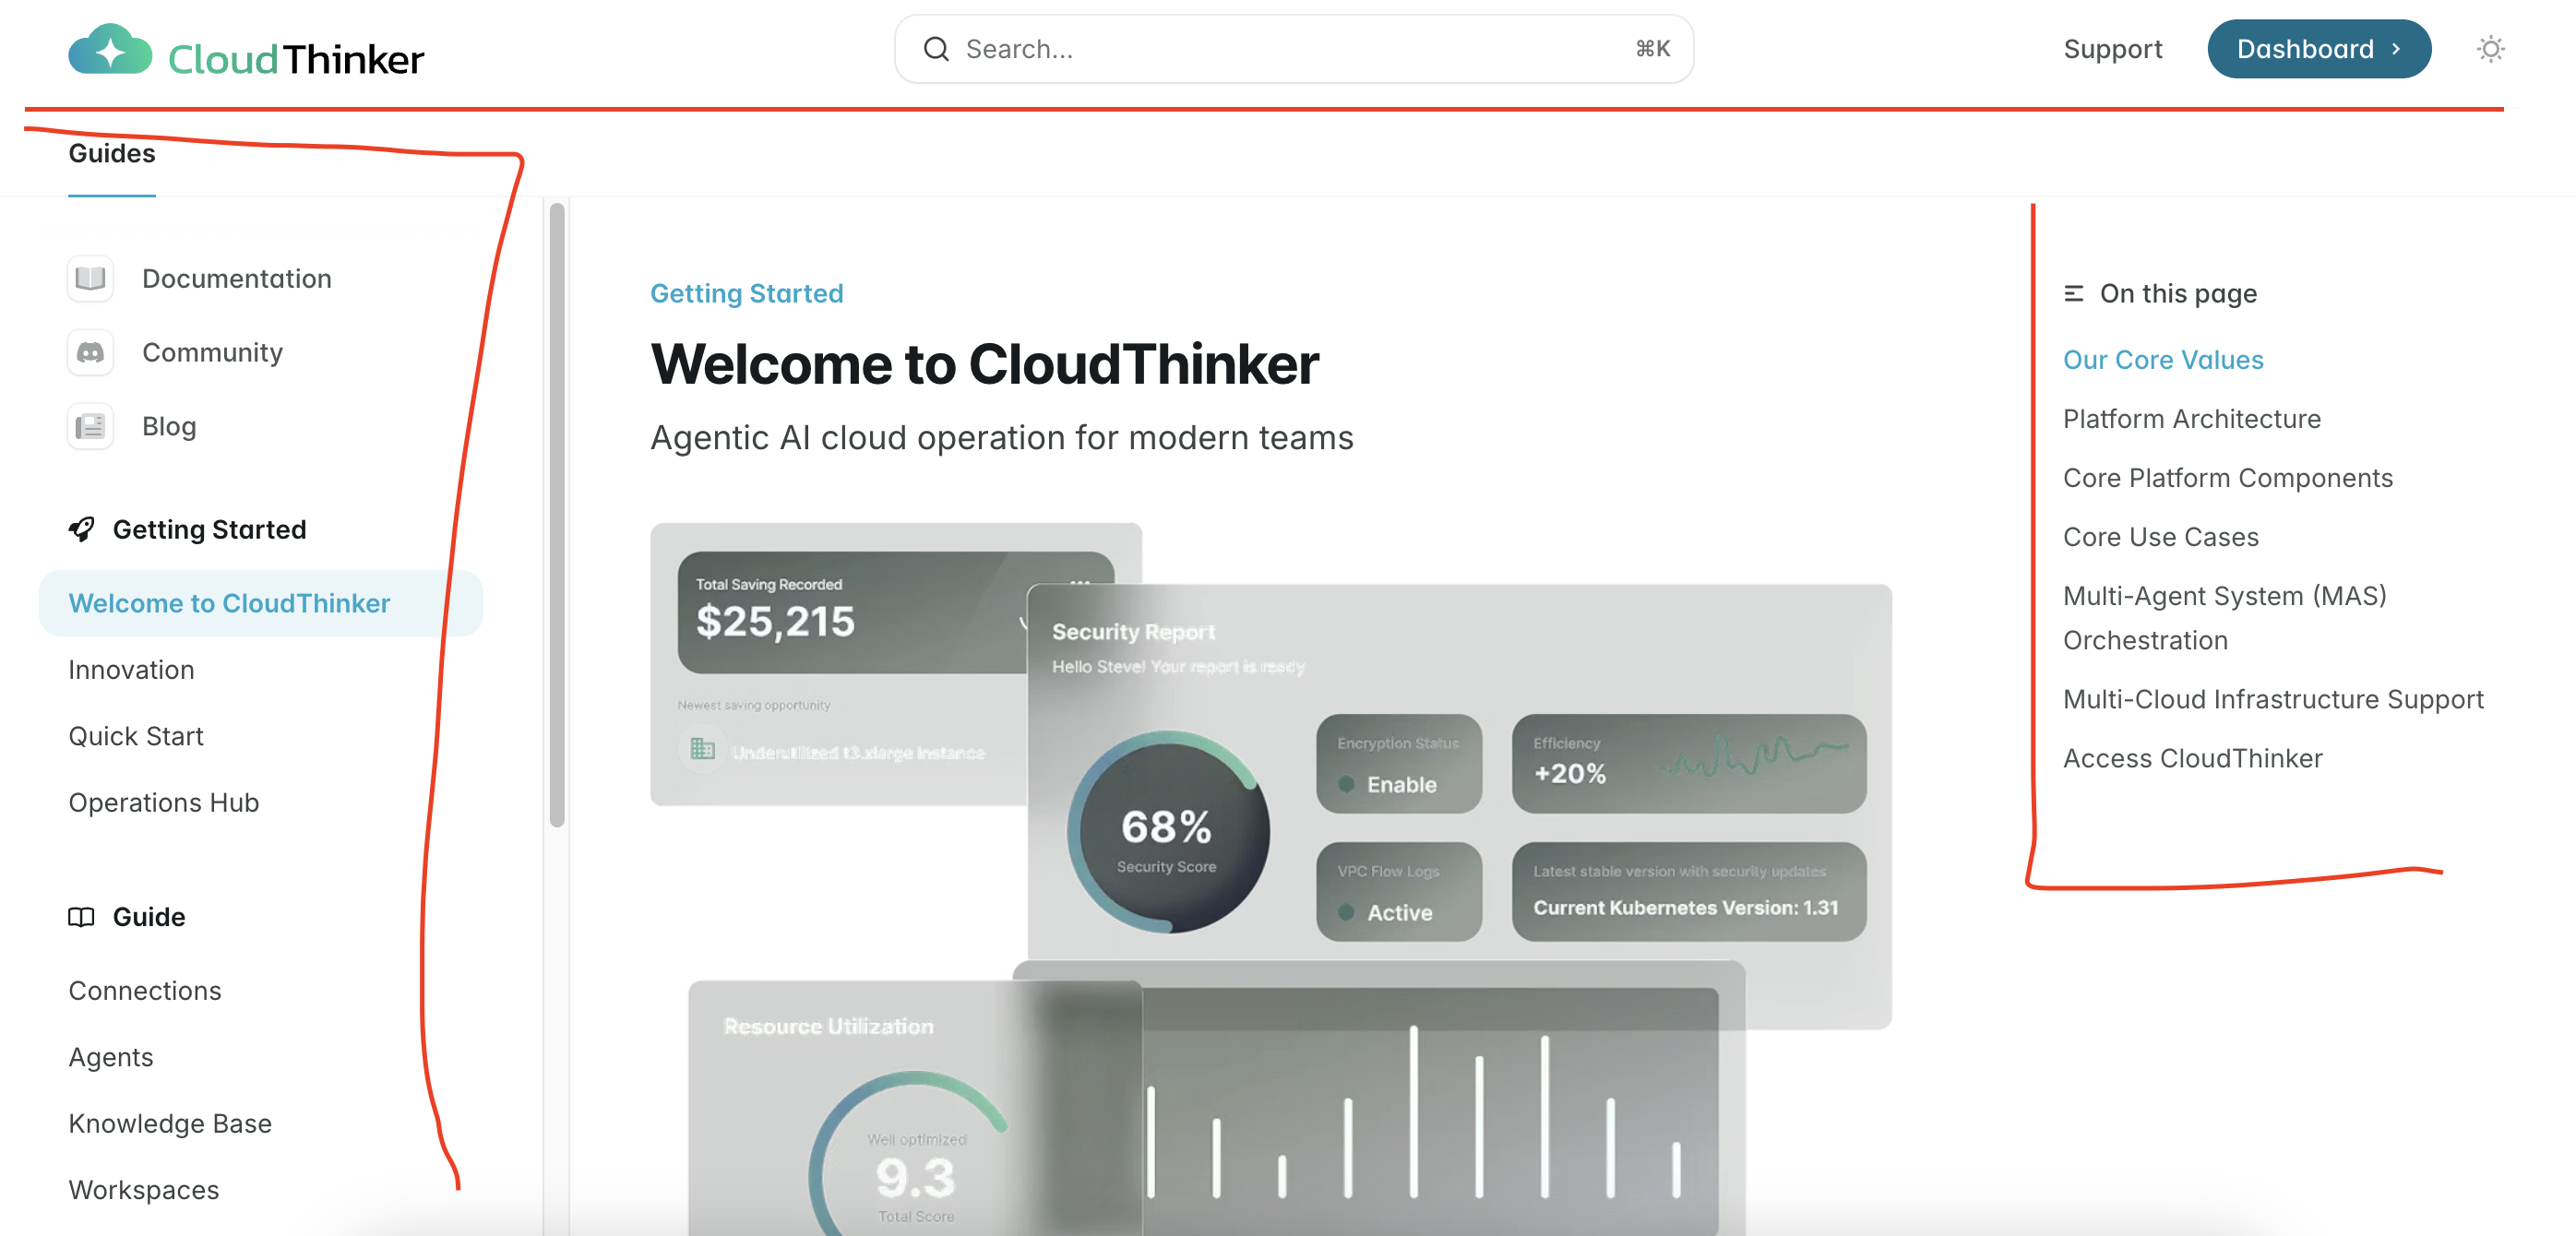 CloudThinker
Search...
⌘K
Support
Dashboard
Guides
Documentation
Community
Blog
Getting Started
Welcome to CloudThinker
Innovation
Quick Start
Operations Hub
Guide
Connections
Agents
Knowledge Base
Workspaces
Getting Started
Welcome to CloudThinker
Agentic AI cloud operation for modern teams
Total Saving Recorded
$25,215
Newest saving opportunity
Underutilized t3.xlarge instance
Security Report
Hello Steve! Your report is ready
68%
Security Score
Encryption Status
Enable
Efficiency
+20%
VPC Flow Logs
Active
Latest stable version with security updates
Current Kubernetes Version: 1.31
Resource Utilization
Well optimized
9.3
Total Score
On this page
Our Core Values
Platform Architecture
Core Platform Components
Core Use Cases
Multi-Agent System (MAS)
Orchestration
Multi-Cloud Infrastructure Support
Access CloudThinker